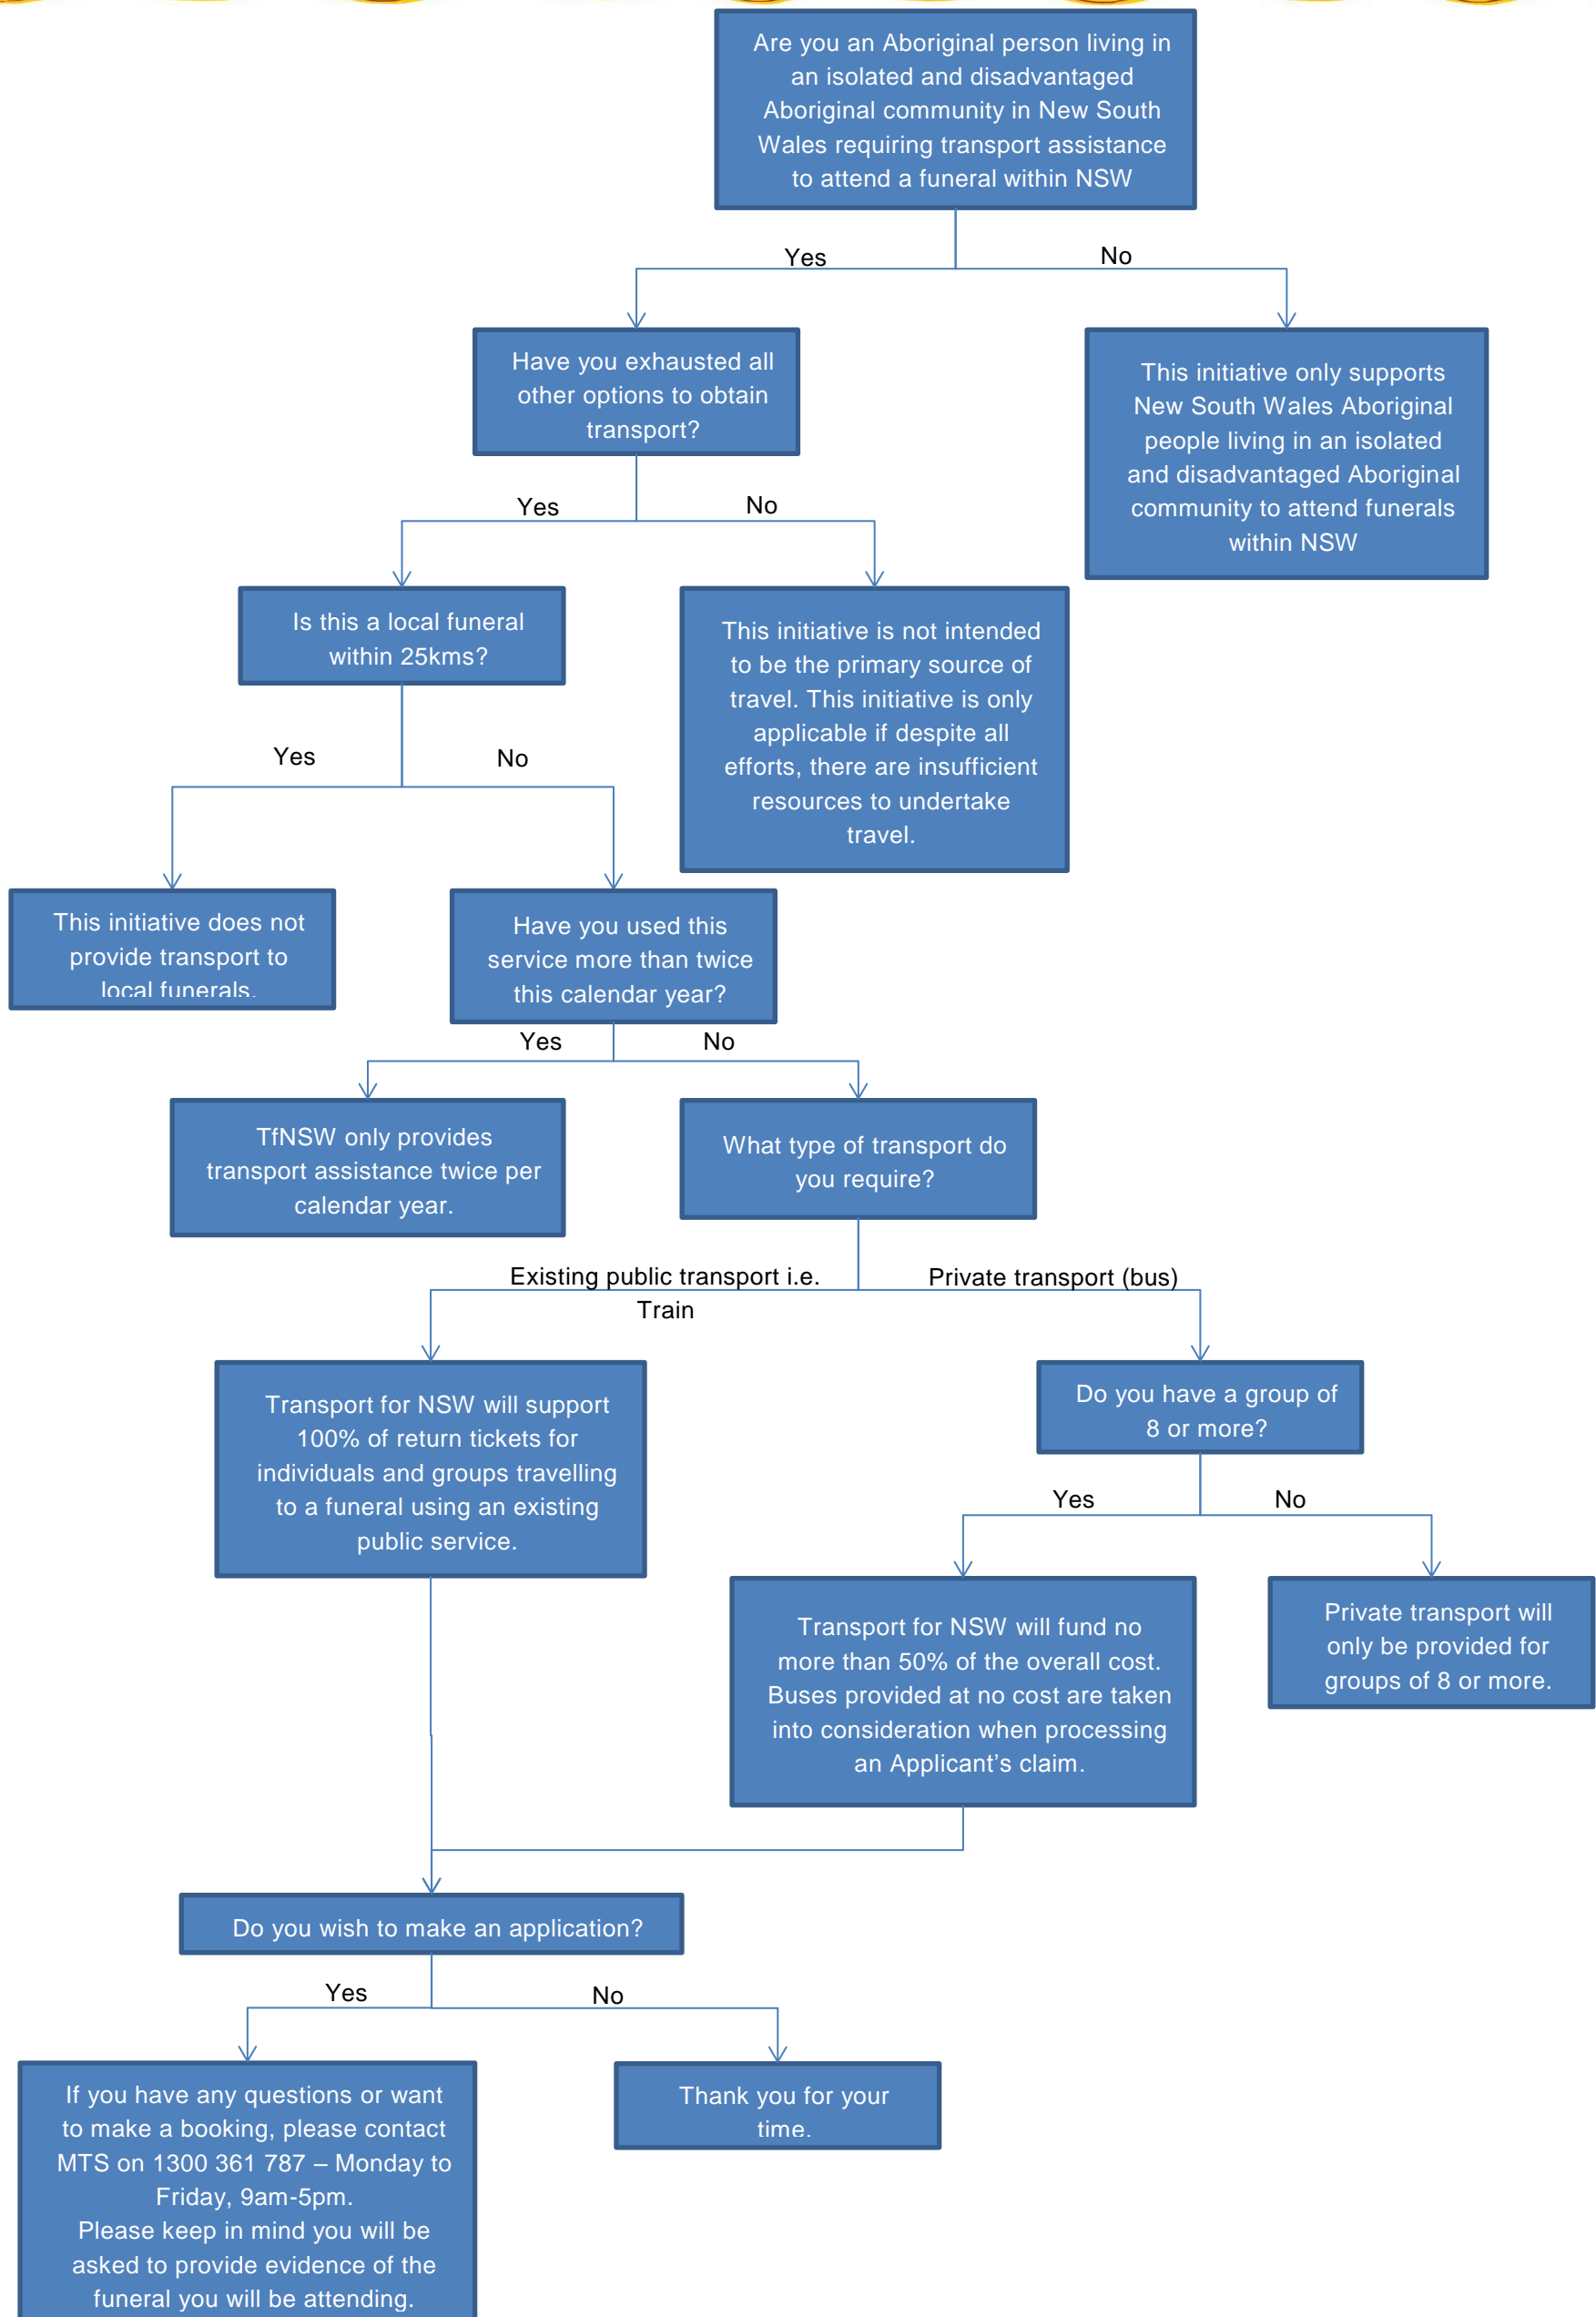 Are you an Aboriginal person living in
an isolated and disadvantaged
Aboriginal community in New South
Wales requiring transport assistance
to attend a funeral within NSW
Yes
No
Have you exhausted all
other options to obtain
transport?
This initiative only supports
New South Wales Aboriginal
people living in an isolated
and disadvantaged Aboriginal
community to attend funerals
within NSW
Yes
No
Is this a local funeral
within 25kms?
This initiative is not intended
to be the primary source of
travel. This initiative is only
applicable if despite all
efforts, there are insufficient
resources to undertake
travel.
Yes
No
This initiative does not
provide transport to
local funerals.
Have you used this
service more than twice
this calendar year?
Yes
No
TfNSW only provides
transport assistance twice per
calendar year.
What type of transport do
you require?
Existing public transport i.e.
Train
Private transport (bus)
Transport for NSW will support
100% of return tickets for
individuals and groups travelling
to a funeral using an existing
public service.
Do you have a group of
8 or more?
Yes
No
Transport for NSW will fund no
more than 50% of the overall cost.
Buses provided at no cost are taken
into consideration when processing
an Applicant’s claim.
Private transport will
only be provided for
groups of 8 or more.
Do you wish to make an application?
Yes
No
If you have any questions or want
to make a booking, please contact
MTS on 1300 361 787 – Monday to
Friday, 9am-5pm.
Please keep in mind you will be
asked to provide evidence of the
funeral you will be attending.
Thank you for your
time.